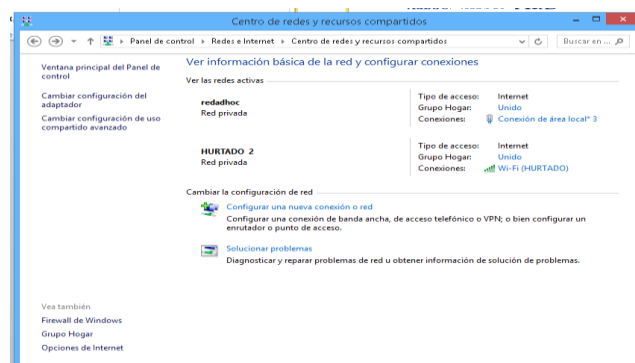 Centro de redes y recursos compartidos
Panel de control ▸ Redes e Internet ▸ Centro de redes y recursos compartidos
Buscar en ...
Ventana principal del Panel de control
Cambiar configuración del adaptador
Cambiar configuración de uso compartido avanzado
Ver información básica de la red y configurar conexiones
Ver las redes activas
redadhoc
Red privada
Tipo de acceso: Internet
Grupo Hogar: Unido
Conexiones: Conexión de área local* 3
HURTADO 2
Red privada
Tipo de acceso: Internet
Grupo Hogar: Unido
Conexiones: Wi-Fi (HURTADO)
Cambiar la configuración de red
Configurar una nueva conexión o red
Configurar una conexión de banda ancha, de acceso telefónico o VPN; o bien configurar un
enrutador o punto de acceso.
Solucionar problemas
Diagnosticar y reparar problemas de red u obtener información de solución de problemas.
Vea también
Firewall de Windows
Grupo Hogar
Opciones de Internet